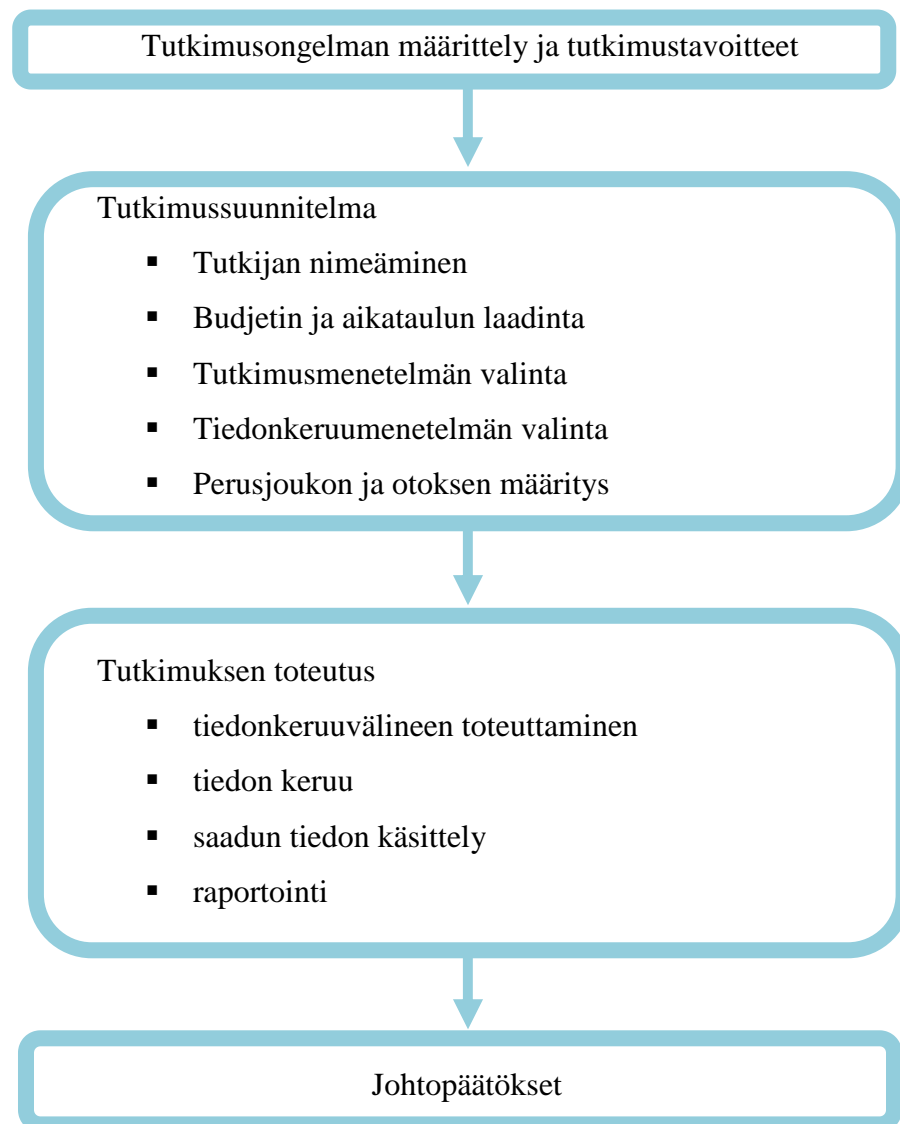 Tutkimusongelman määrittely ja tutkimustavoitteet
Tutkimussuunnitelma
▪ Tutkijan nimeäminen
▪ Budjetin ja aikataulun laadinta
▪ Tutkimusmenetelmän valinta
▪ Tiedonkeruumenetelmän valinta
▪ Perusjoukon ja otoksen määritys
Tutkimuksen toteutus
▪ tiedonkeruuvälineen toteuttaminen
▪ tiedon keruu
▪ saadun tiedon käsittely
▪ raportointi
Johtopäätökset